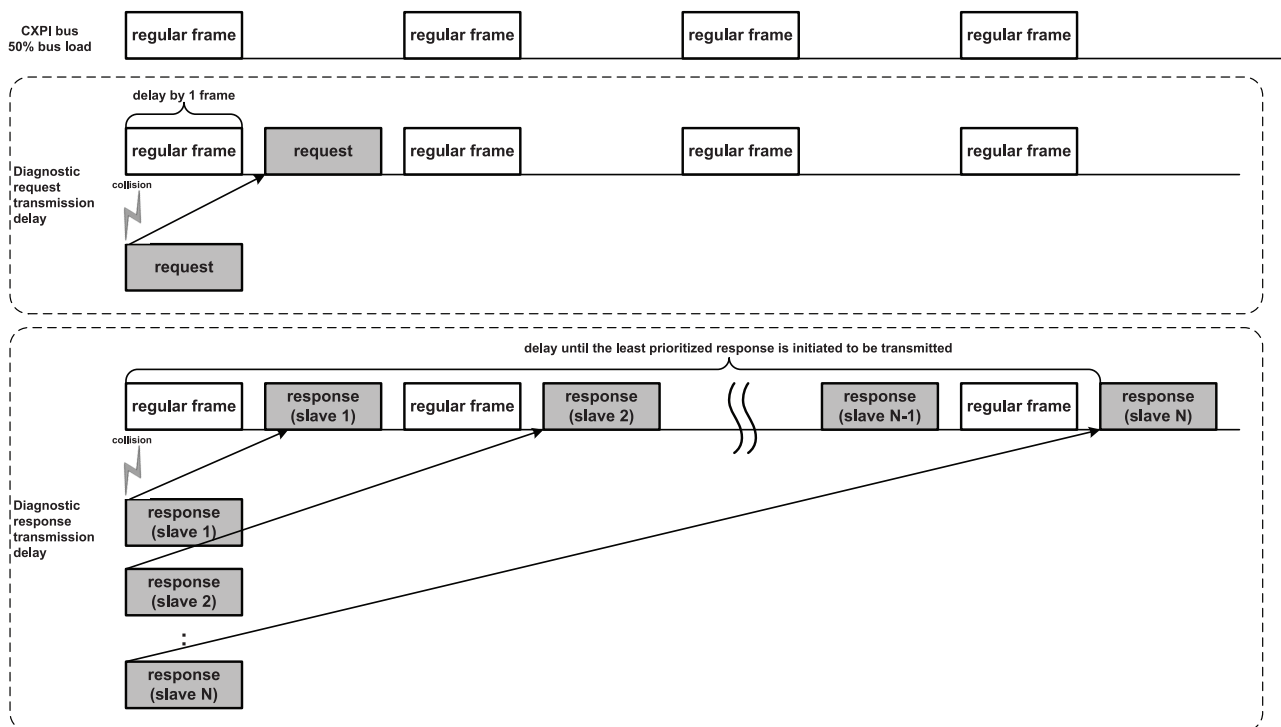 CXPI bus
50% bus load
regular frame
regular frame
regular frame
regular frame
delay by 1 frame
regular frame
request
regular frame
regular frame
regular frame
Diagnostic
request
transmission
delay
collision
request
delay until the least prioritized response is initiated to be transmitted
regular frame
response
(slave 1)
regular frame
response
(slave 2)
response
(slave N-1)
regular frame
response
(slave N)
collision
Diagnostic
response
transmission
delay
response
(slave 1)
response
(slave 2)
:
response
(slave N)